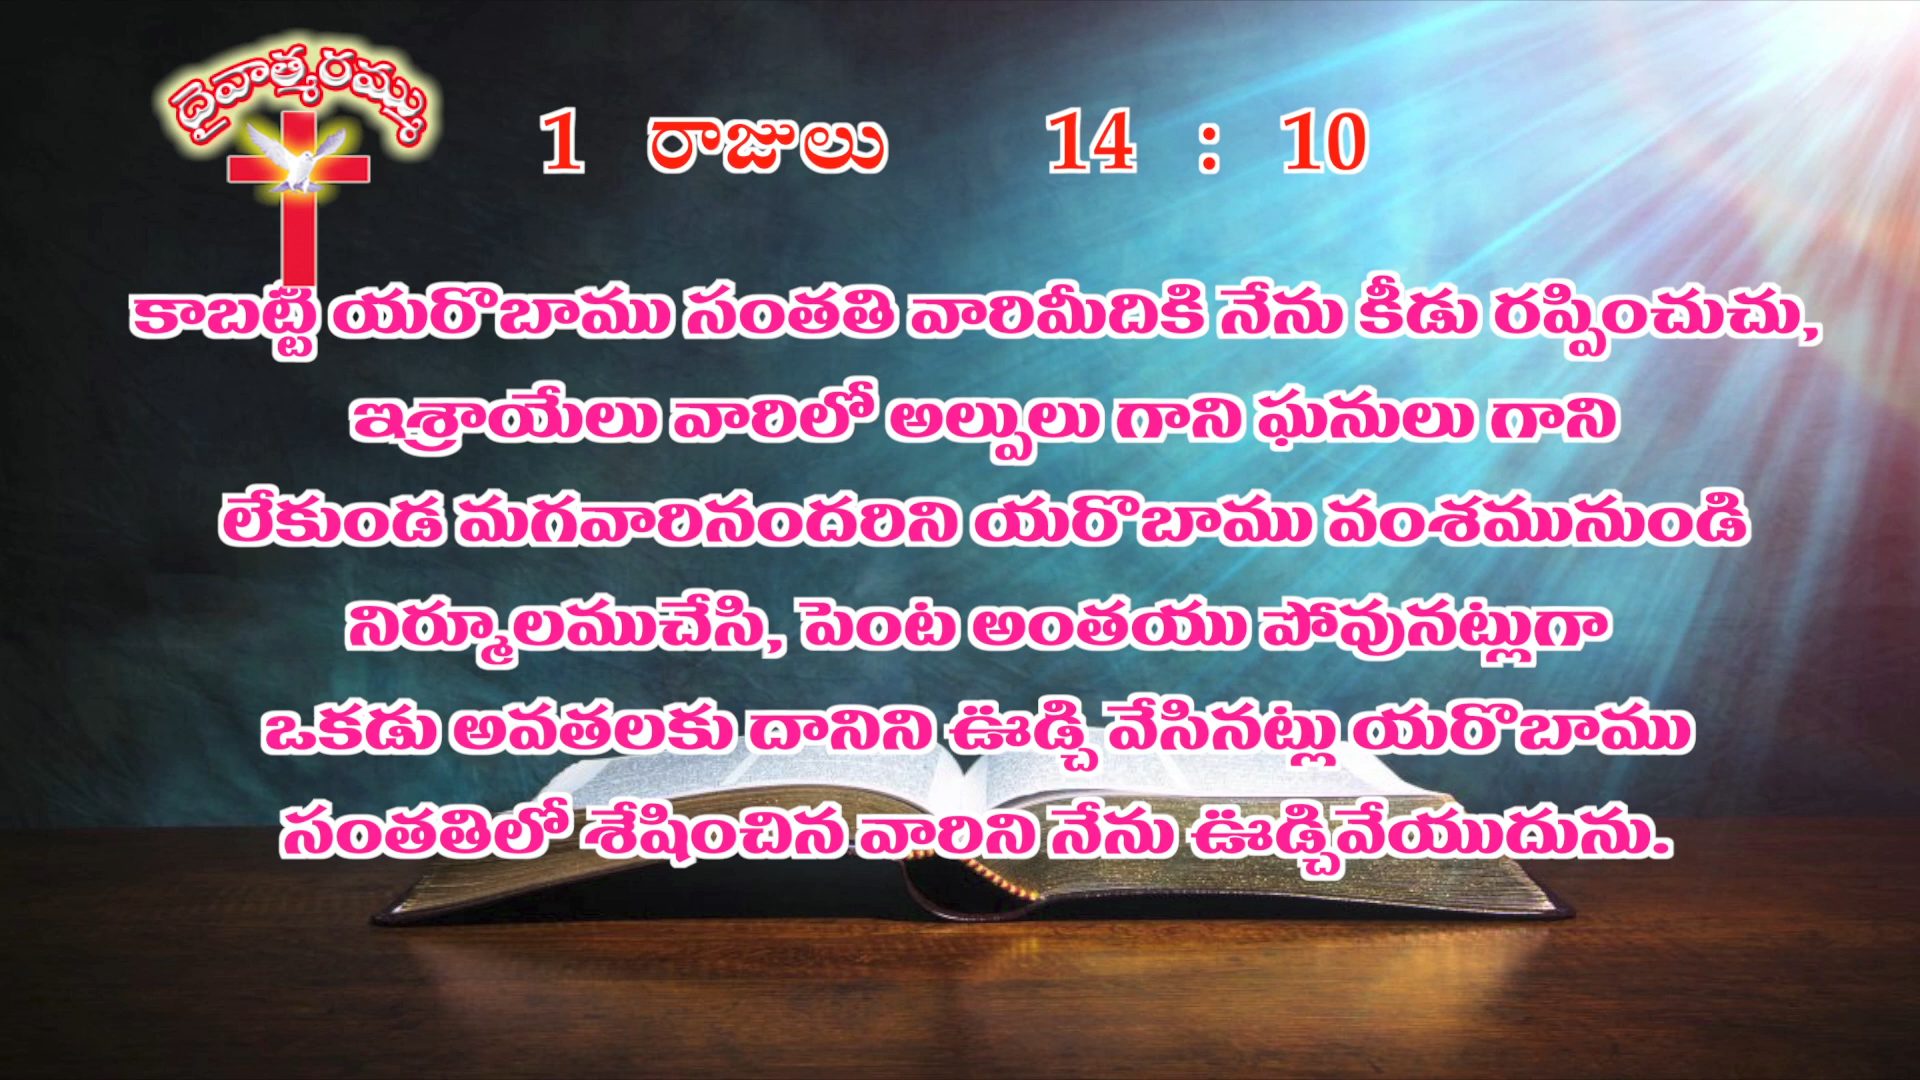 దైవాత్మరమ్ము
1 రాజులు 14 : 10
కాబట్టి యరొబాము సంతతి వారిమీదికి నేను కీడు రప్పించుచు,
ఇశ్రాయేలు వారిలో అల్పులు గాని ఘనులు గాని
లేకుండ మగవారినందరిని యరొబాము వంశమునుండి
నిర్మూలముచేసి, పెంట అంతయు పోవునట్లుగా
ఒకడు అవతలకు దానిని ఊడ్చి వేసినట్లు యరొబాము
సంతతిలో శేషించిన వారిని నేను ఊడ్చివేయుదును.